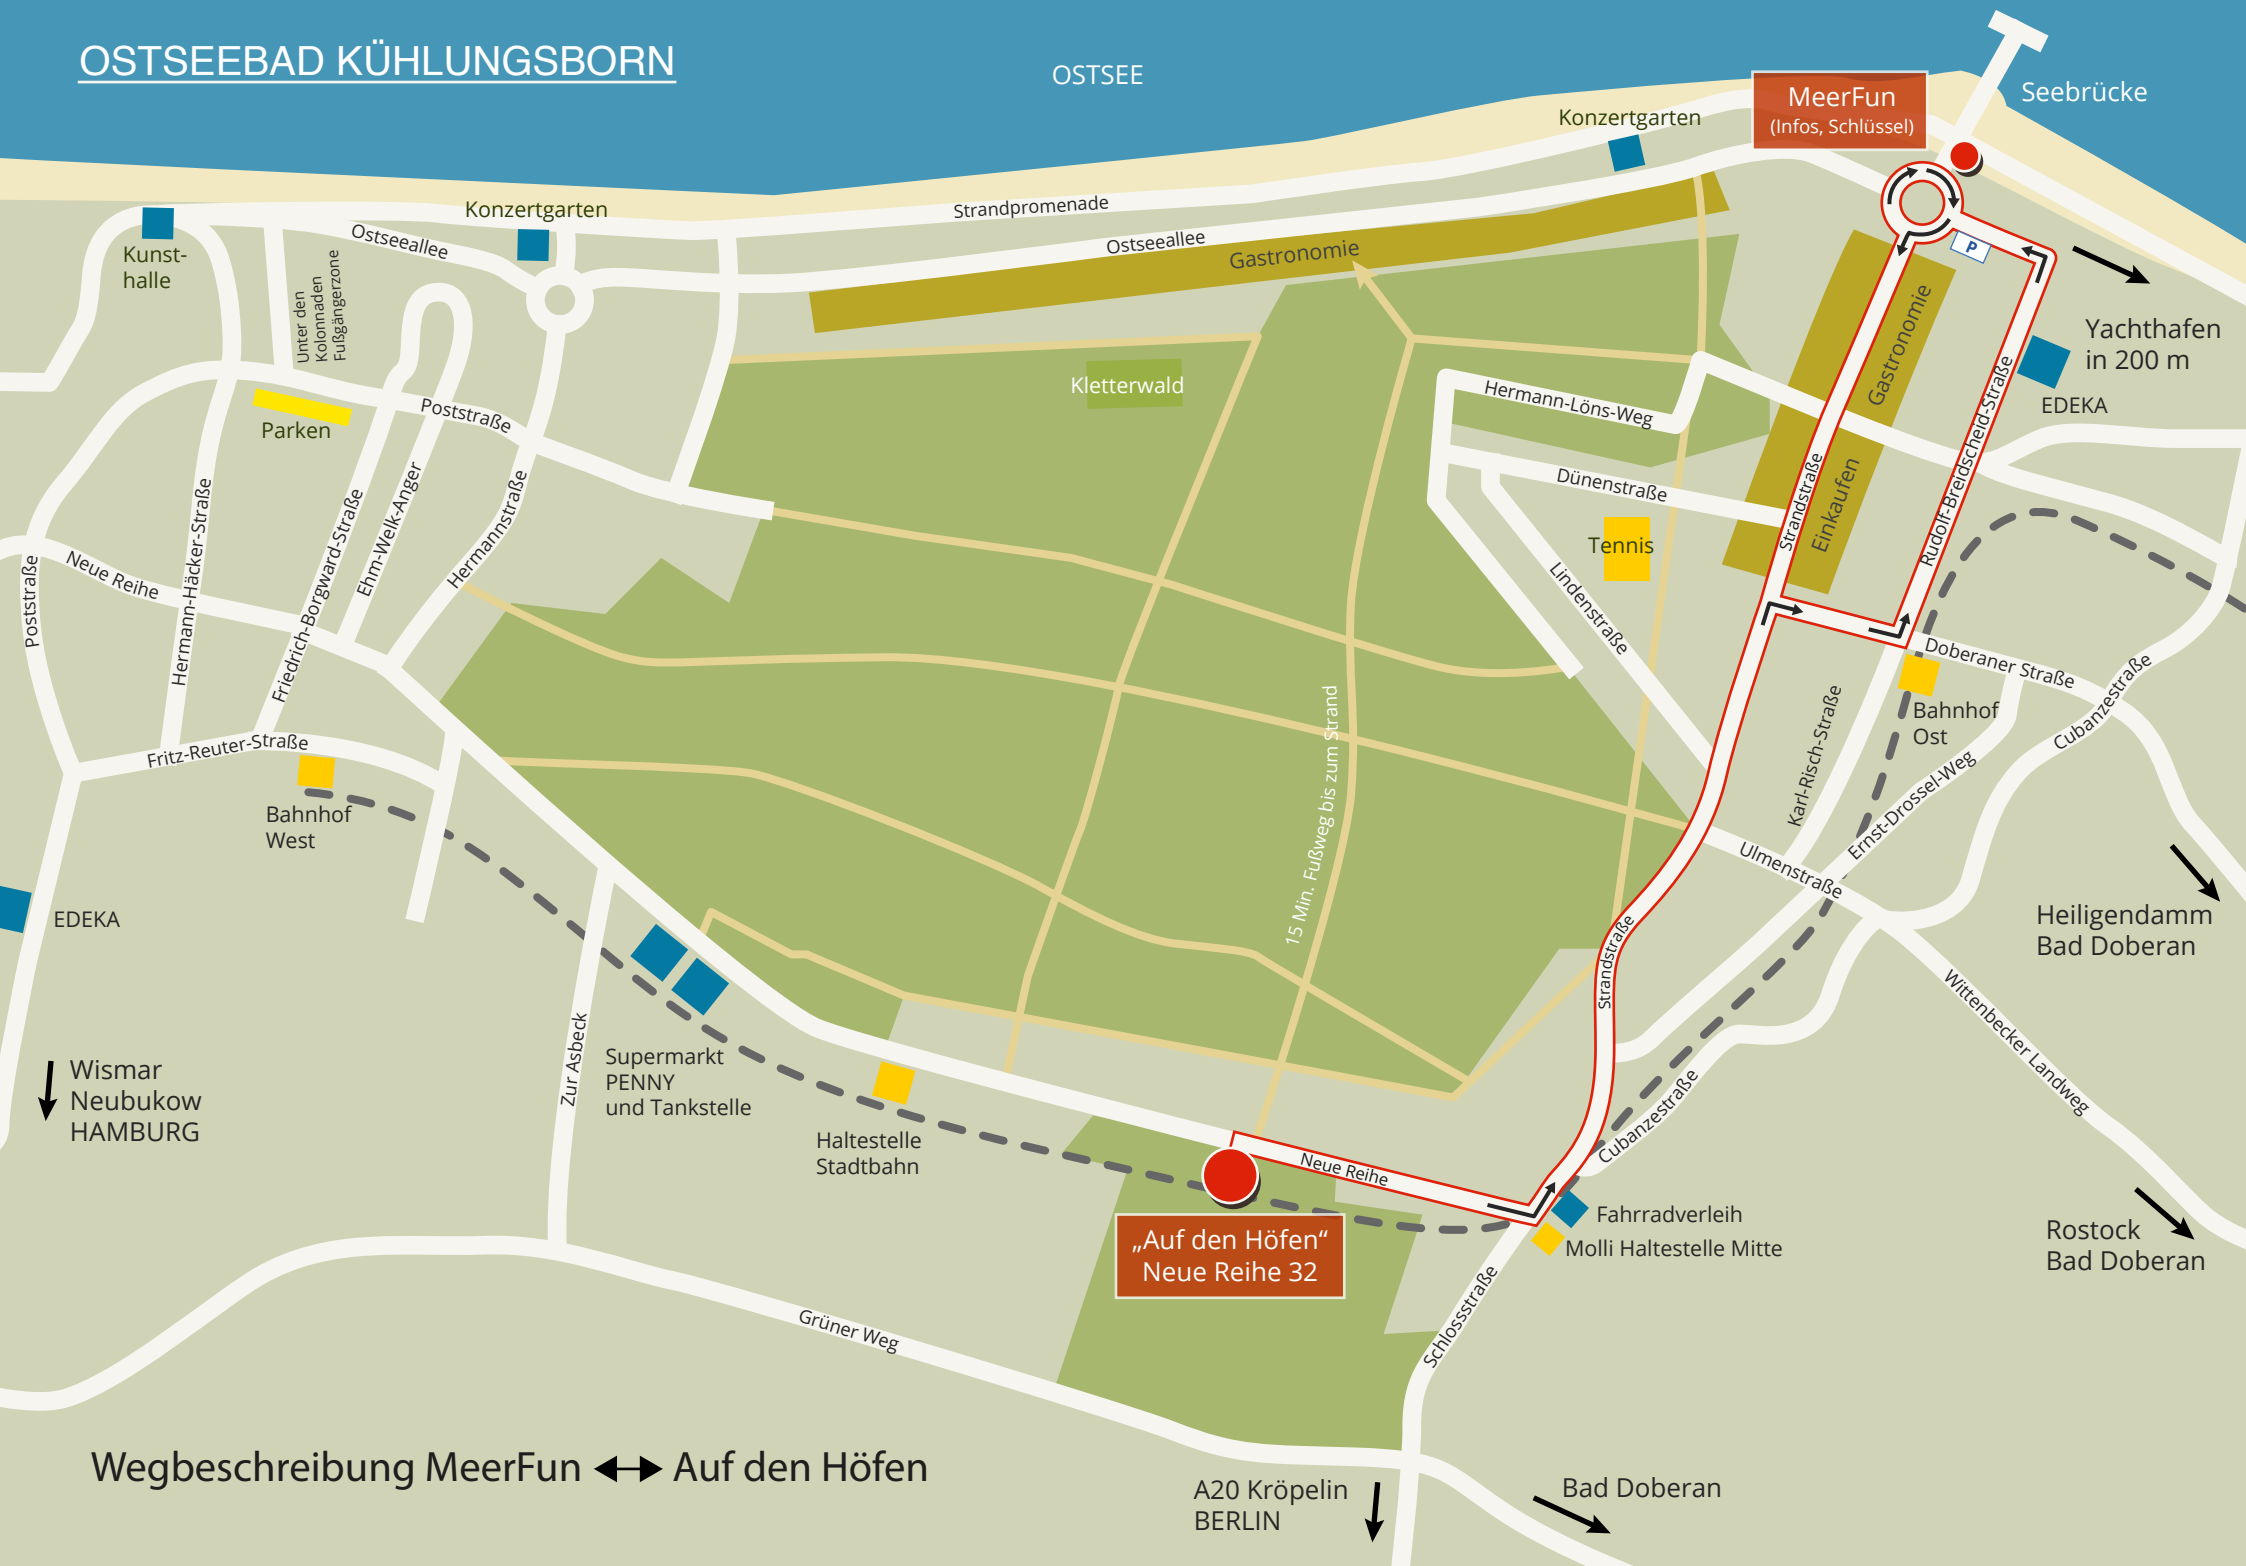 OSTSEEBAD KÜHLUNGSBORN
OSTSEE
Seebrücke
MeerFun
(Infos, Schlüssel)
Konzertgarten
Konzertgarten
Kunst-
halle
Strandpromenade
Ostseeallee
Ostseeallee
Gastronomie
Unter den
Kolonnaden
Fußgängerzone
P
Yachthafen
in 200 m
EDEKA
Gastronomie
Einkaufen
Rudolf-Breidscheid-Straße
Strandstraße
Kletterwald
Hermann-Löns-Weg
Dünenstraße
Tennis
Lindenstraße
Parken
Poststraße
Hermann-Häcker-Straße
Friedrich-Borgward-Straße
Ehm-Welk-Anger
Hermannstraße
Neue Reihe
Poststraße
Fritz-Reuter-Straße
Bahnhof
West
EDEKA
Doberaner Straße
Cubanzestraße
Bahnhof
Ost
Karl-Risch-Straße
Ernst-Drossel-Weg
Ulmenstraße
15 Min. Fußweg bis zum Strand
Strandstraße
Heiligendamm
Bad Doberan
Wittenbecker Landweg
Wismar
Neubukow
HAMBURG
Zur Asbeck
Supermarkt
PENNY
und Tankstelle
Haltestelle
Stadtbahn
Neue Reihe
Cubanzestraße
„Auf den Höfen“
Neue Reihe 32
Fahrradverleih
Molli Haltestelle Mitte
Rostock
Bad Doberan
Schlossstraße
Grüner Weg
Wegbeschreibung MeerFun Auf den Höfen
A20 Kröpelin
BERLIN
Bad Doberan